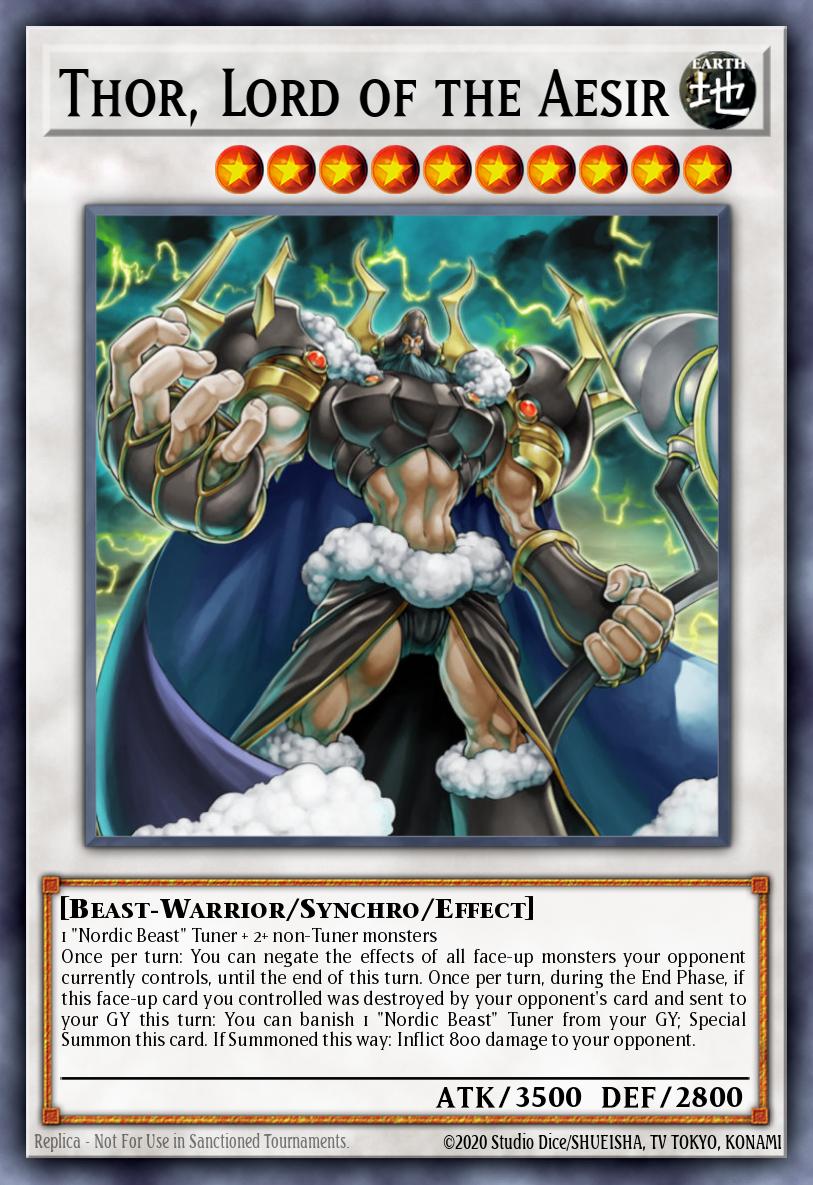 Thor, Lord of the Aesir
EARTH
地
[Beast-Warrior/Synchro/Effect]
1 "Nordic Beast" Tuner + 2+ non-Tuner monsters
Once per turn: You can negate the effects of all face-up monsters your opponent
currently controls, until the end of this turn. Once per turn, during the End Phase, if
this face-up card you controlled was destroyed by your opponent's card and sent to
your GY this turn: You can banish 1 "Nordic Beast" Tuner from your GY; Special
Summon this card. If Summoned this way: Inflict 800 damage to your opponent.
ATK/3500 DEF/2800
Replica - Not For Use in Sanctioned Tournaments.
©2020 Studio Dice/SHUEISHA, TV TOKYO, KONAMI